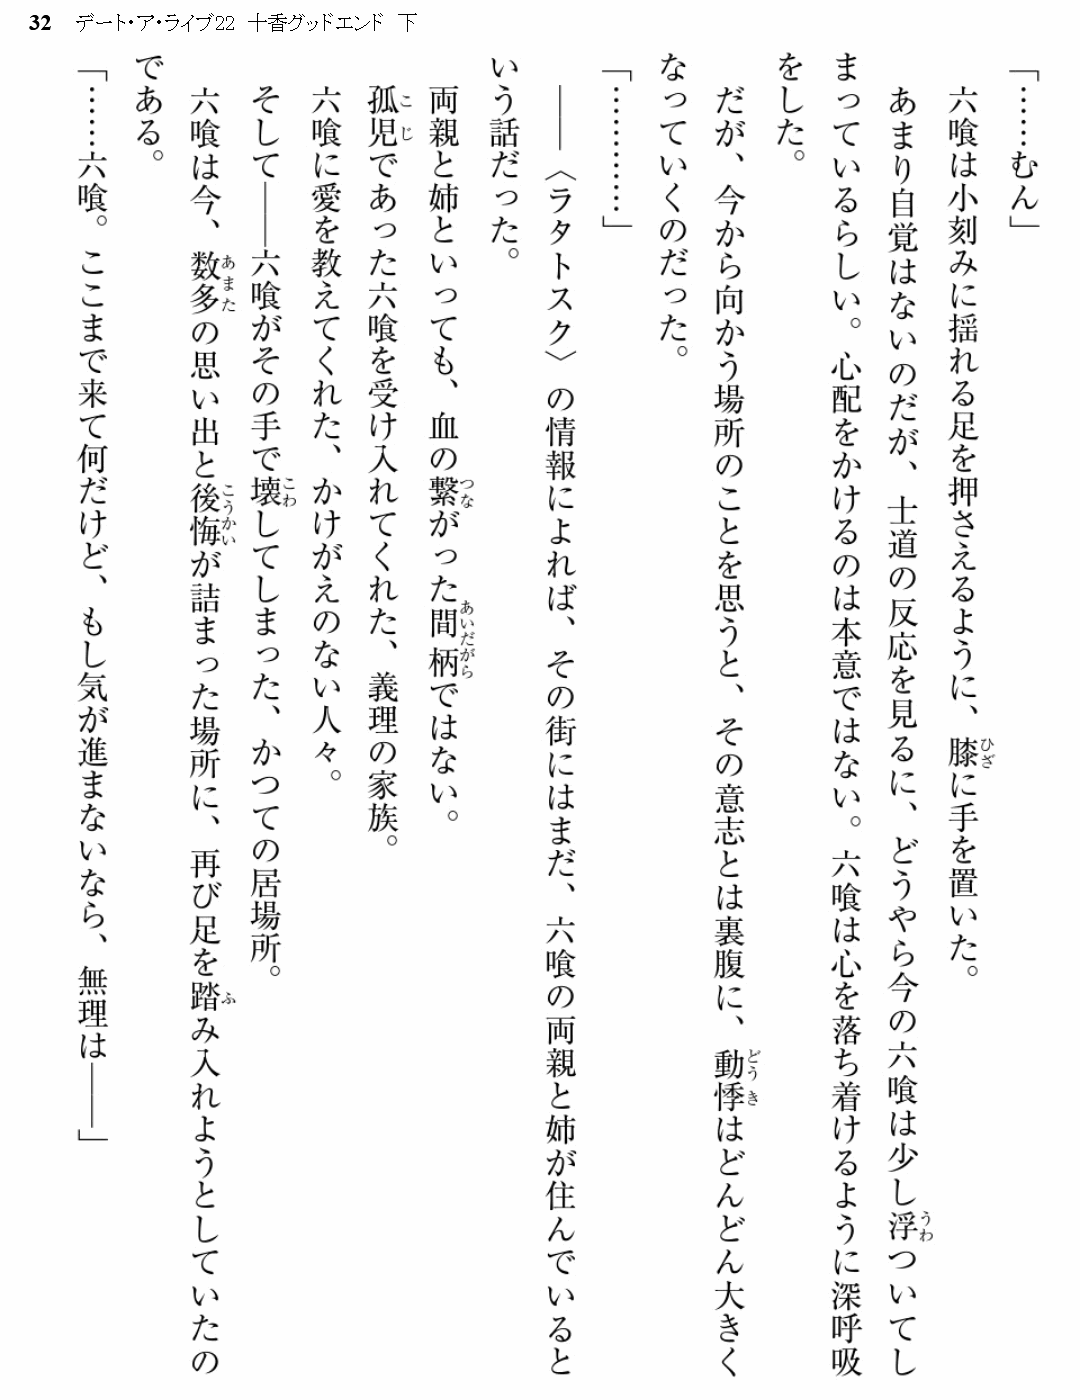 32 デート・ア・ライブ22 十香グッドエンド 下
「……むん」
六喰は小刻みに揺れる足を押さえるように、膝に手を置いた。
あまり自覚はないのだが、士道の反応を見るに、どうやら今の六喰は少し浮ついてし
まっているらしい。心配をかけるのは本意ではない。六喰は心を落ち着けるように深呼吸
をした。
だが、今から向かう場所のことを思うと、その意志とは裏腹に、動悸はどんどん大きく
なっていくのだった。
「…………」
――〈ラタトスク〉の情報によれば、その街にはまだ、六喰の両親と姉が住んでいると
いう話だった。
両親と姉といっても、血の繋がった間柄ではない。
孤児であった六喰を受け入れてくれた、義理の家族。
六喰に愛を教えてくれた、かけがえのない人々。
そして――六喰がその手で壊してしまった、かつての居場所。
六喰は今、数多の思い出と後悔が詰まった場所に、再び足を踏み入れようとしていたの
である。
「……六喰。ここまで来て何だけど、もし気が進まないなら、無理は――」